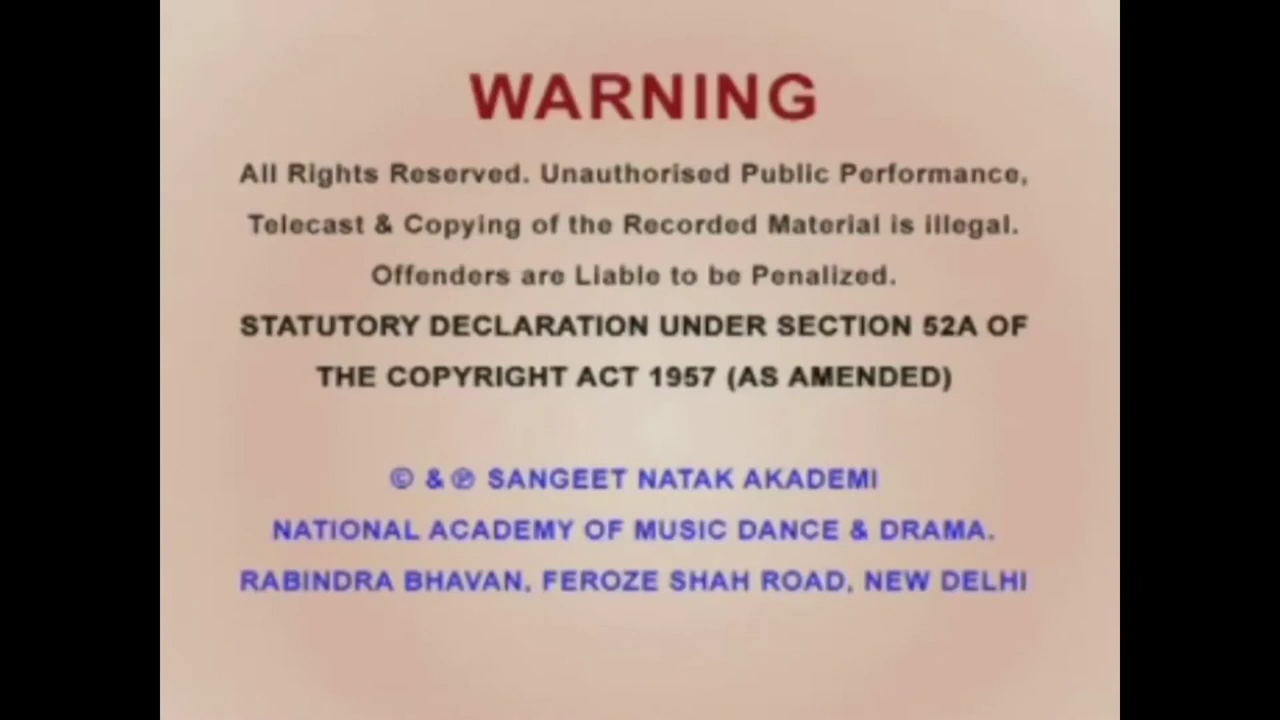 WARNING
All Rights Reserved. Unauthorised Public Performance,
Telecast & Copying of the Recorded Material is illegal.
Offenders are Liable to be Penalized.
STATUTORY DECLARATION UNDER SECTION 52A OF
THE COPYRIGHT ACT 1957 (AS AMENDED)
© & ℗ SANGEET NATAK AKADEMI
NATIONAL ACADEMY OF MUSIC DANCE & DRAMA.
RABINDRA BHAVAN, FEROZE SHAH ROAD, NEW DELHI